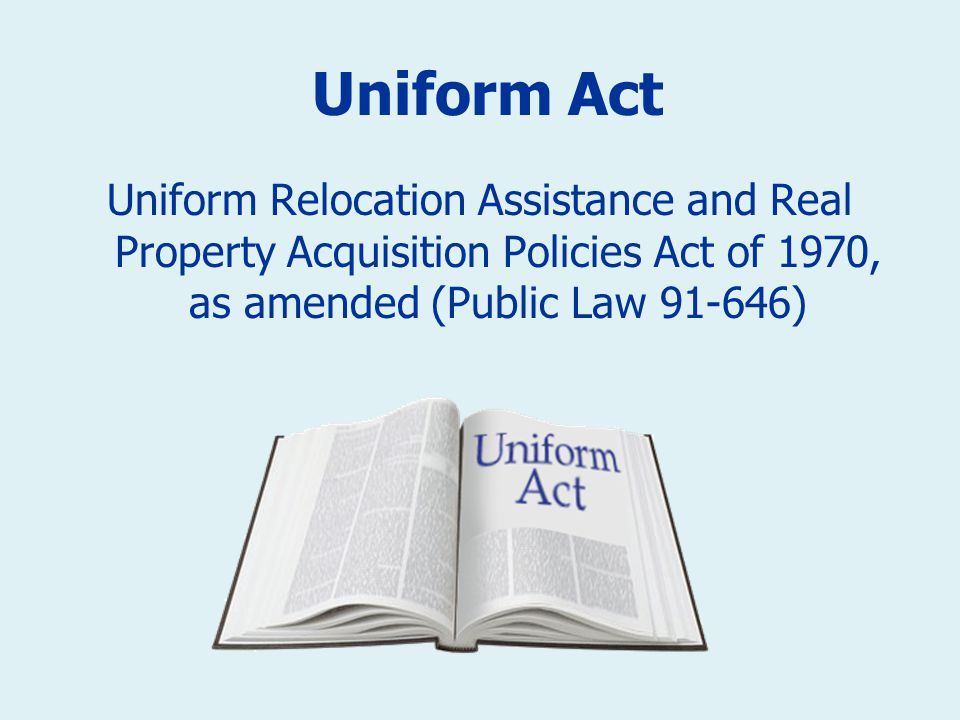 Uniform Act
Uniform Relocation Assistance and Real
Property Acquisition Policies Act of 1970,
as amended (Public Law 91-646)
Uniform
Act